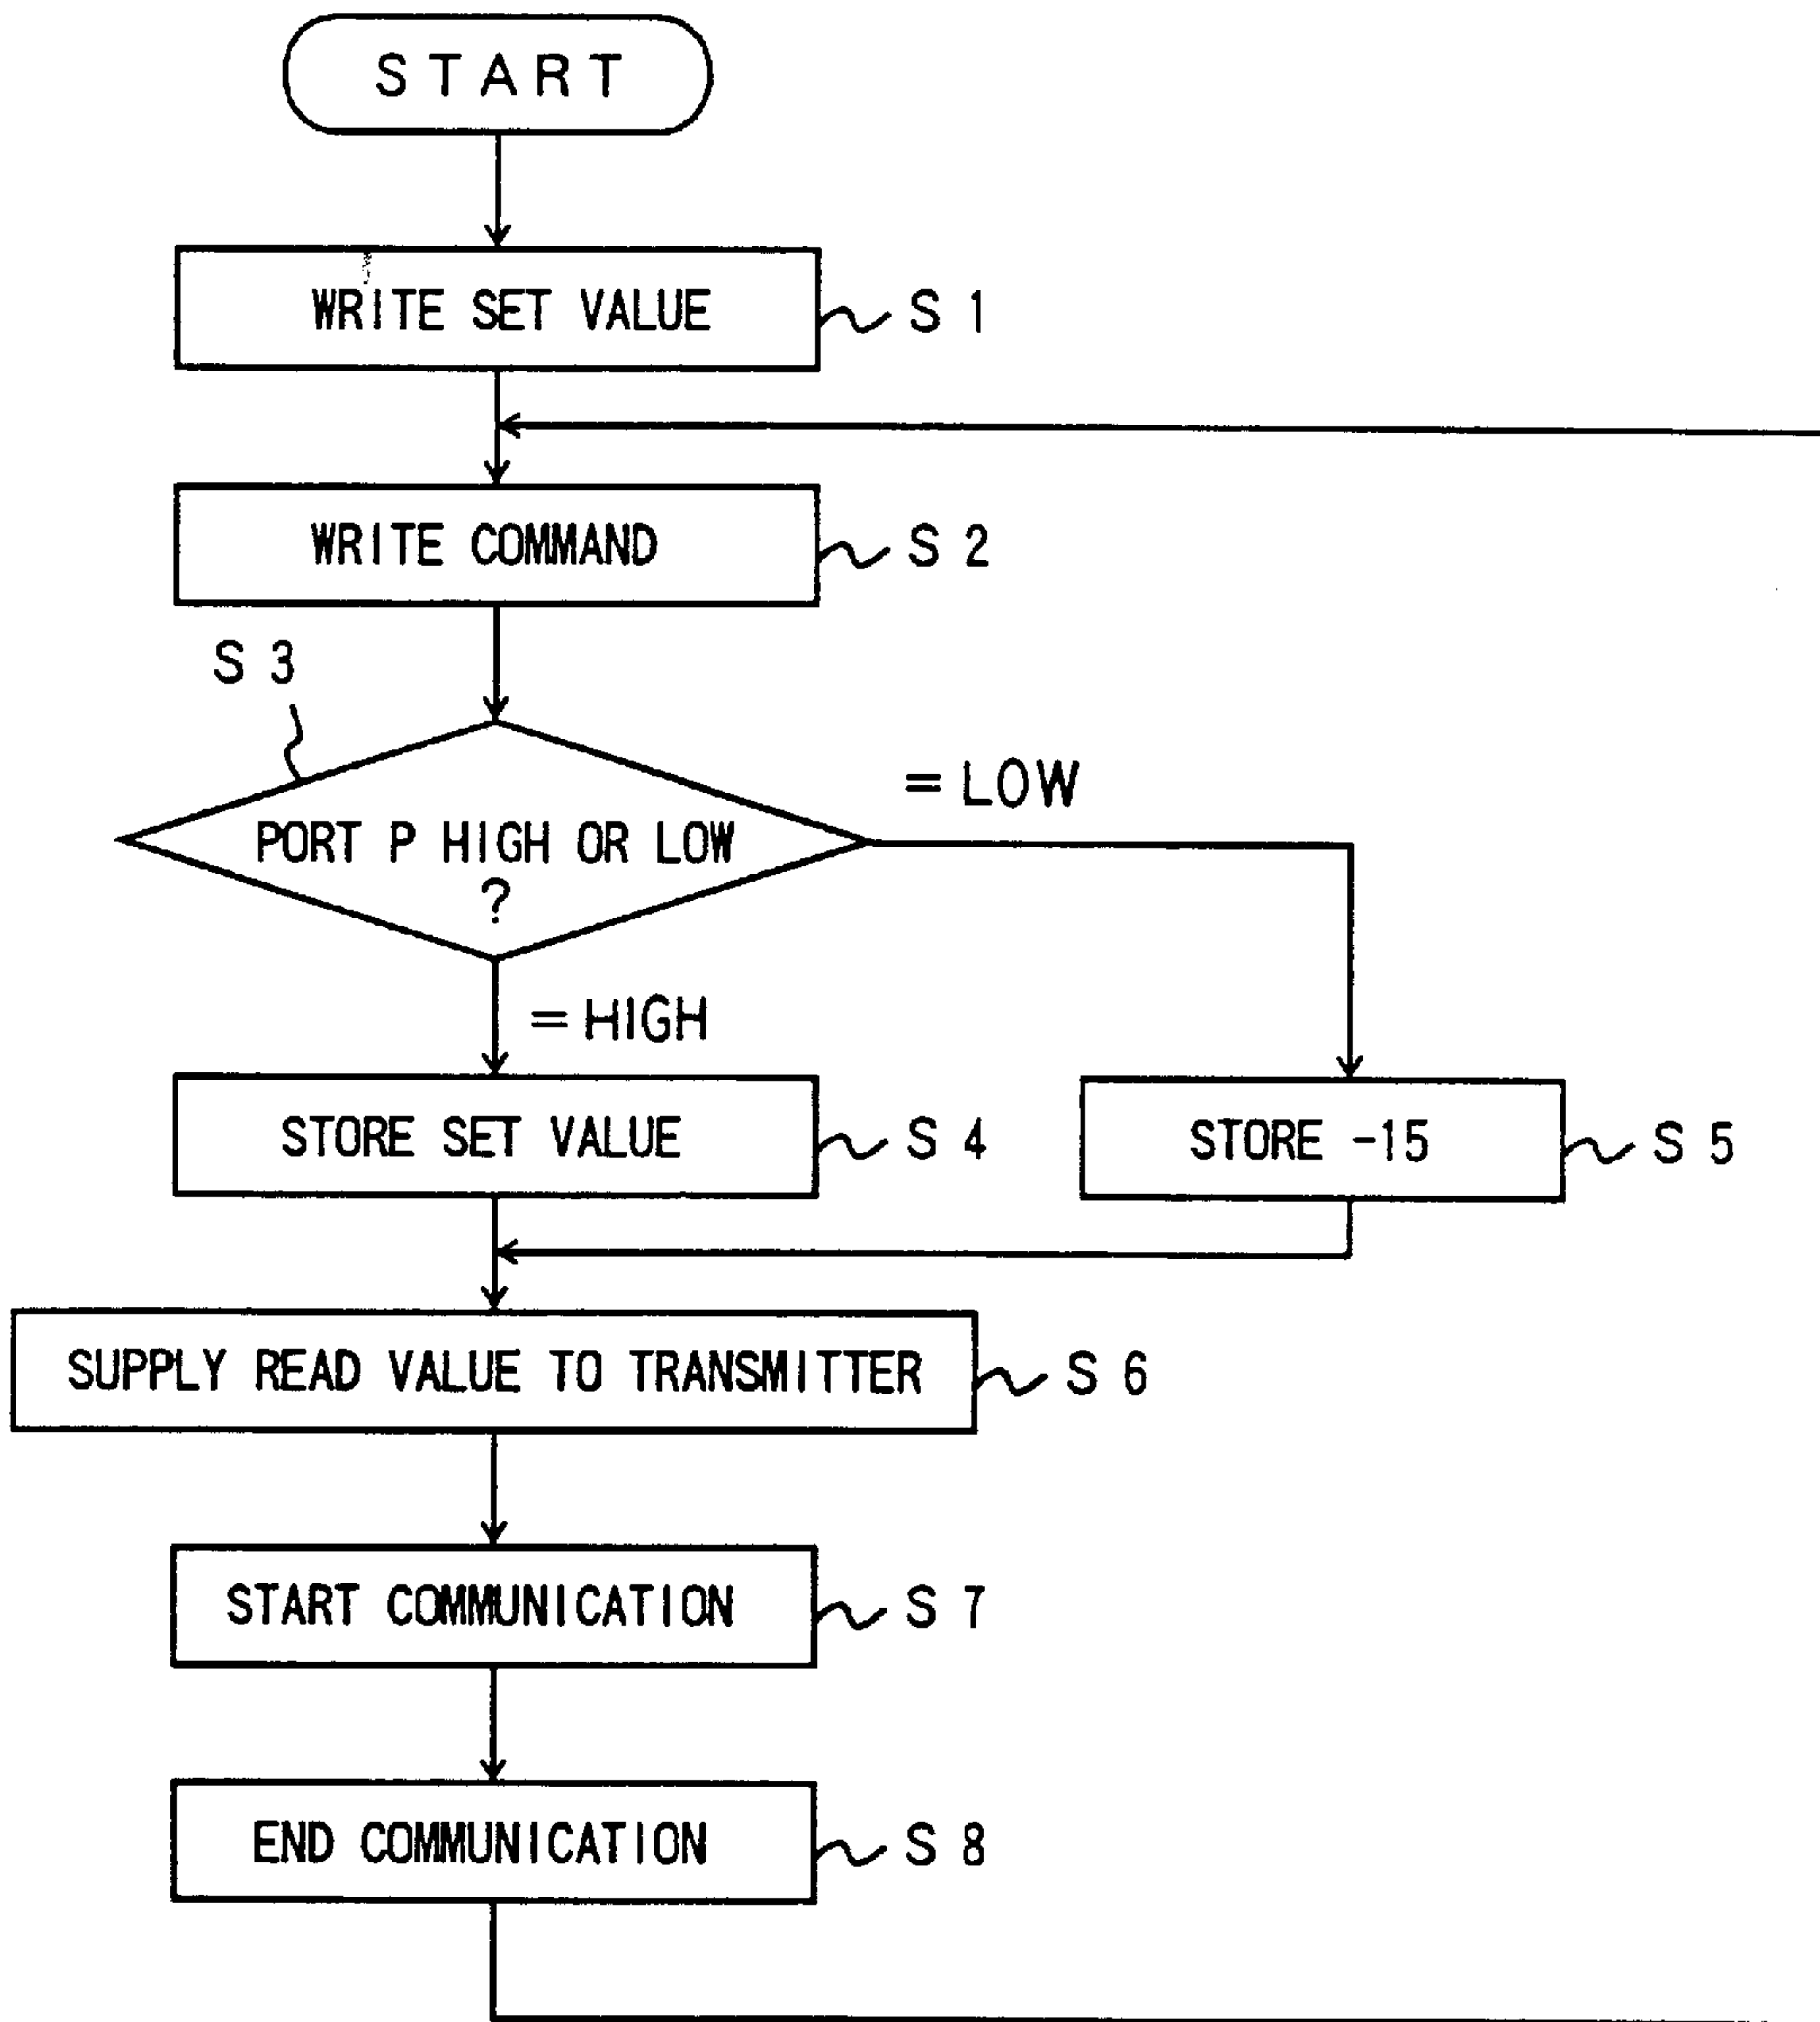 START
WRITE SET VALUE
S 1
WRITE COMMAND
S 2
S 3
= LOW
PORT P HIGH OR LOW
?
= HIGH
STORE SET VALUE
S 4
STORE -15
S 5
SUPPLY READ VALUE TO TRANSMITTER
S 6
START COMMUNICATION
S 7
END COMMUNICATION
S 8